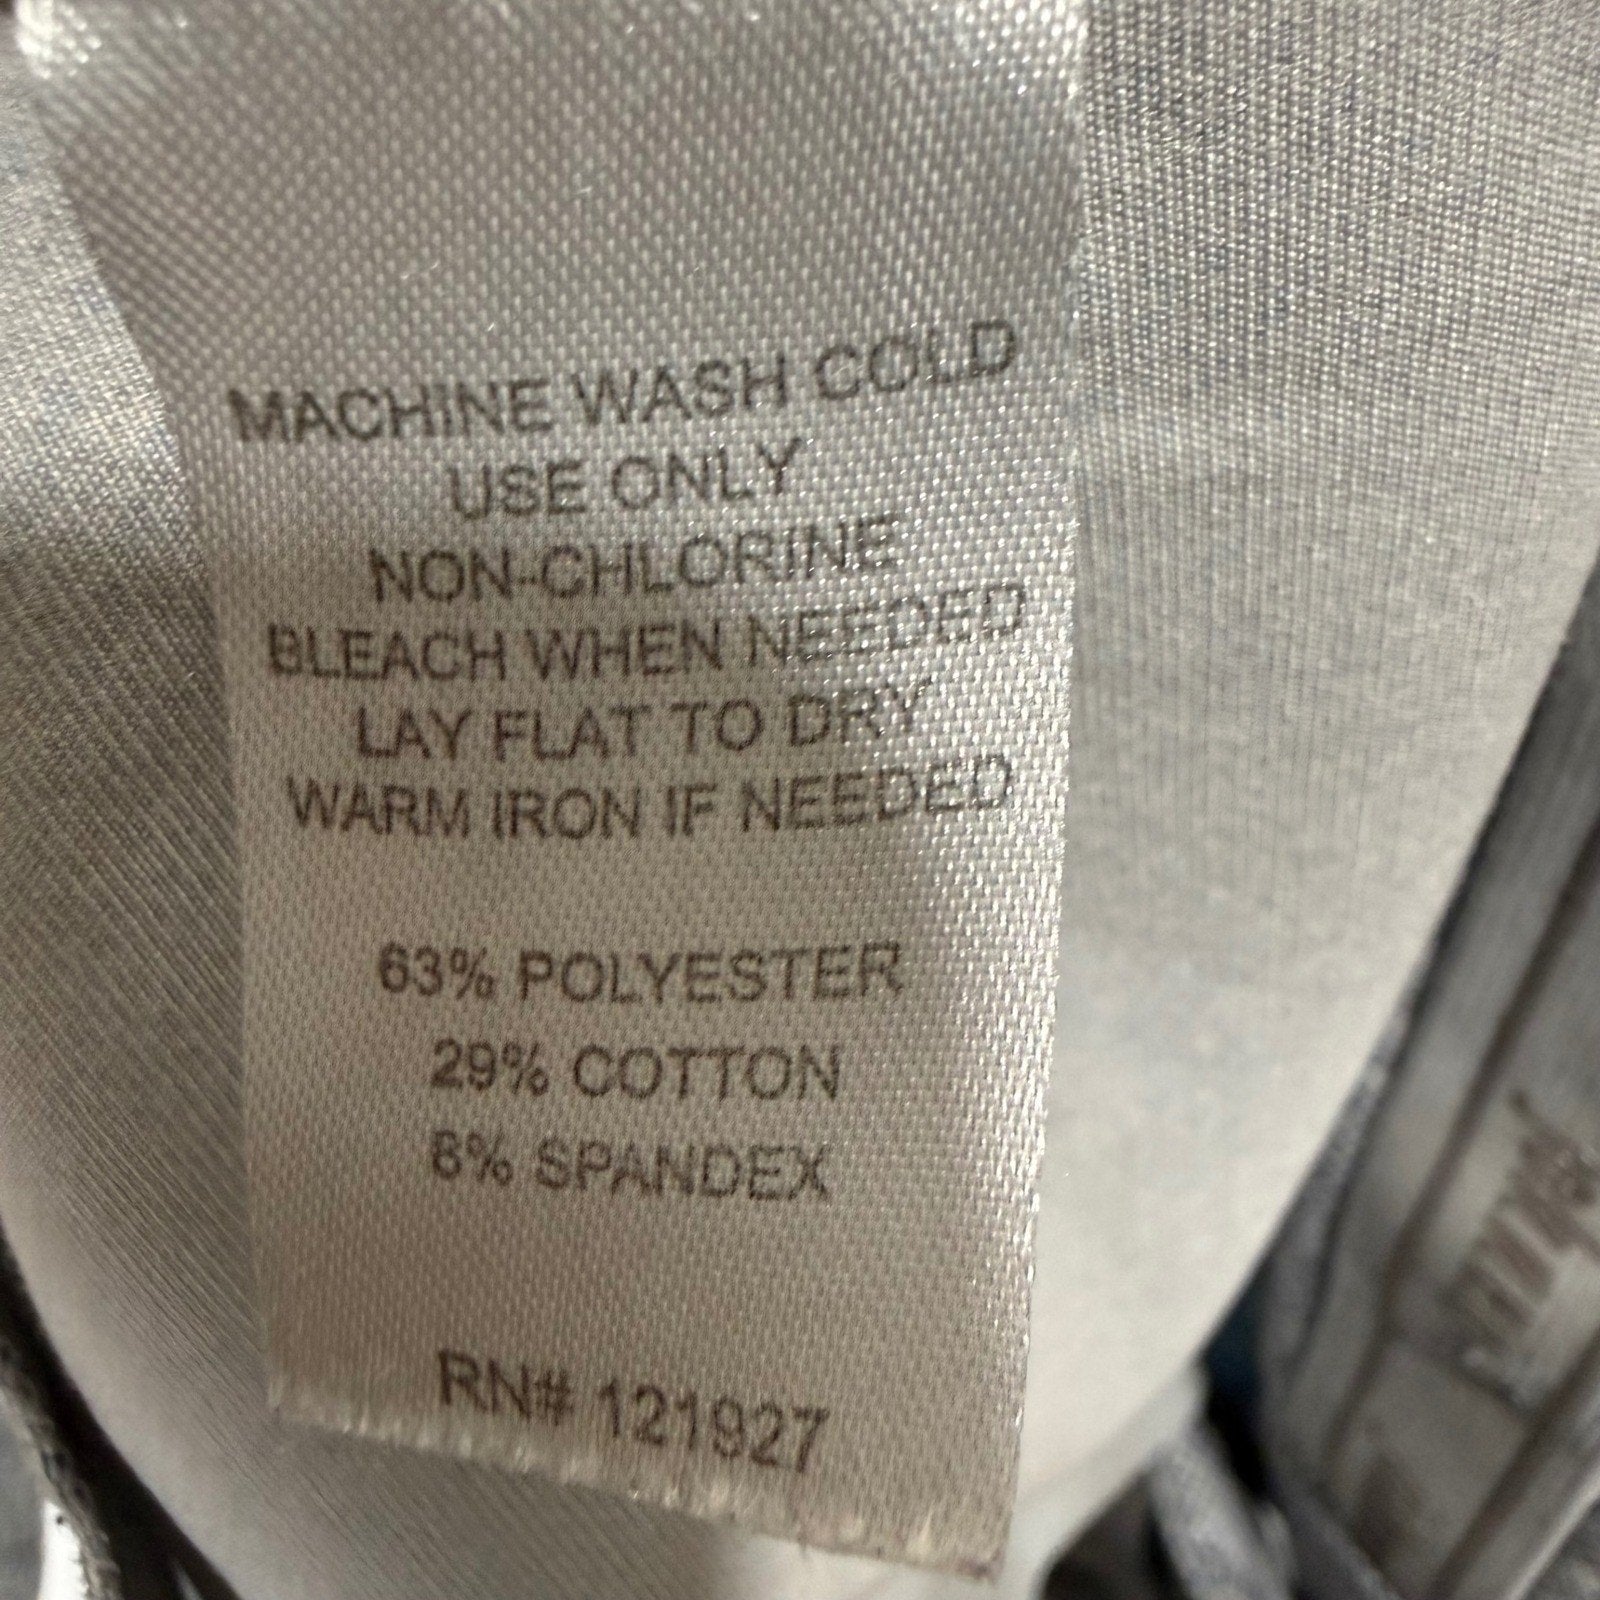 MACHINE WASH COLD
USE ONLY
NON-CHLORINE
BLEACH WHEN NEEDED
LAY FLAT TO DRY
WARM IRON IF NEEDED
63% POLYESTER
29% COTTON
8% SPANDEX
RN# 121927